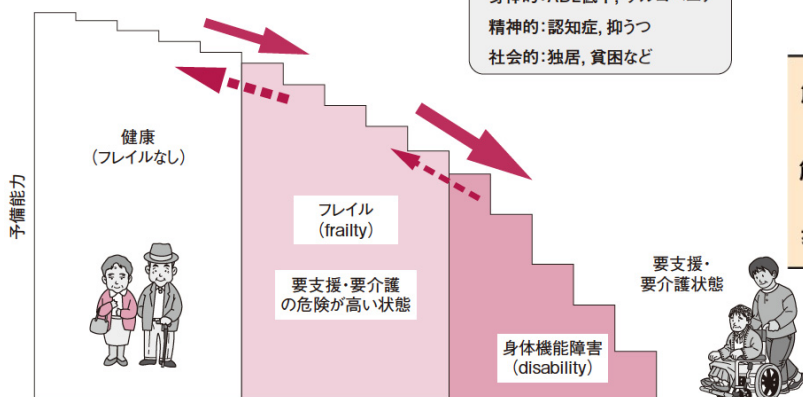 精神的：認知症，抑うつ
社会的：独居，貧困など
健康
（フレイルなし）
予備能力
フレイル
（frailty）
要支援・要介護
の危険が高い状態
要支援・
要介護状態
身体機能障害
（disability）